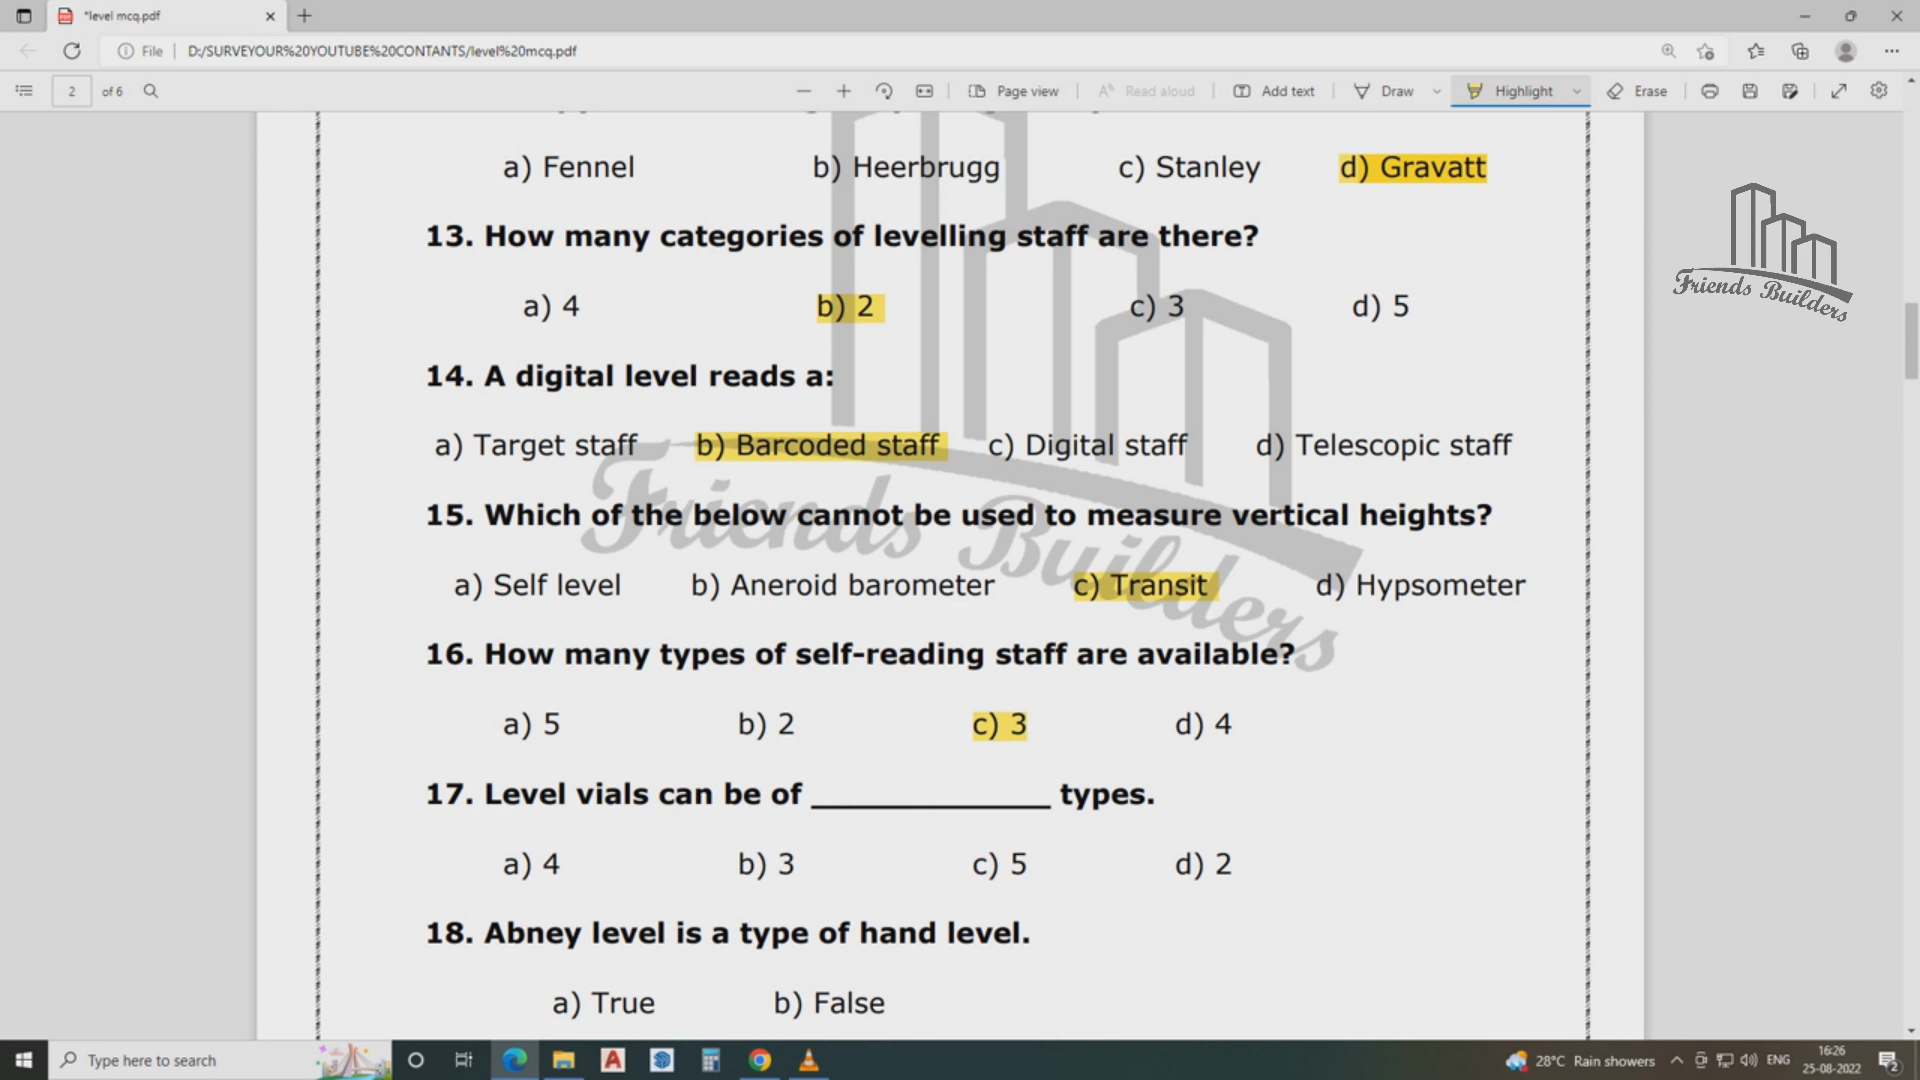 *level mcq.pdf
File
D:/SURVEYOUR%20YOUTUBE%20CONTANTS/level%20mcq.pdf
2 of 6
Page view
Read aloud
Add text
Draw
Highlight
Erase
a) Fennel b) Heerbrugg c) Stanley d) Gravatt
13. How many categories of levelling staff are there?
a) 4 b) 2 c) 3 d) 5
14. A digital level reads a:
a) Target staff b) Barcoded staff c) Digital staff d) Telescopic staff
15. Which of the below cannot be used to measure vertical heights?
a) Self level b) Aneroid barometer c) Transit d) Hypsometer
16. How many types of self-reading staff are available?
a) 5 b) 2 c) 3 d) 4
17. Level vials can be of ______________ types.
a) 4 b) 3 c) 5 d) 2
18. Abney level is a type of hand level.
a) True b) False
Friends Builders
Friends Builders
Type here to search
28°C Rain showers
ENG
16:26
25-08-2022
2